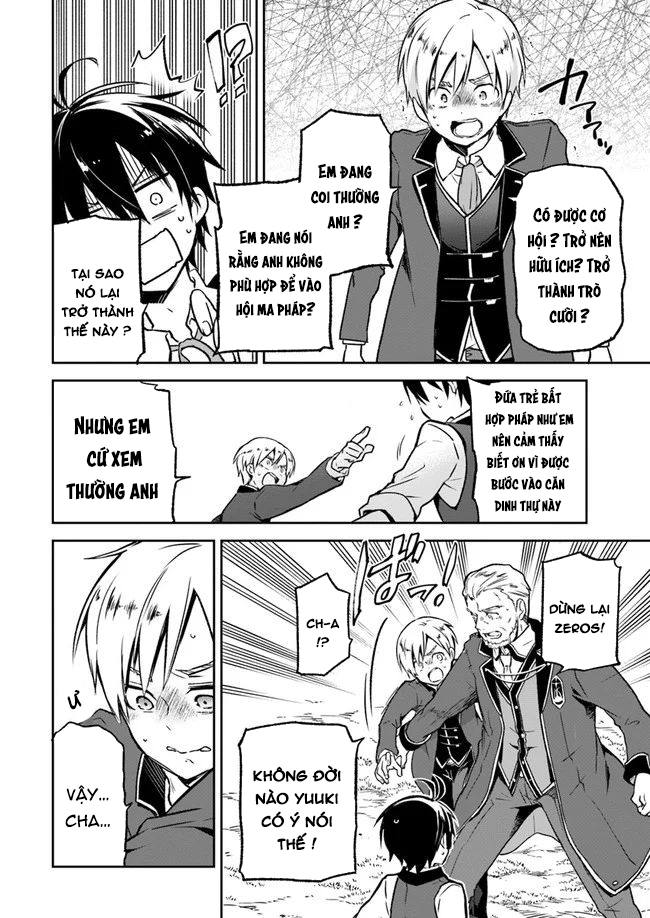 CÓ ĐƯỢC CƠ
HỘI? TRỞ NÊN
HỮU ÍCH? TRỞ
THÀNH TRÒ
CƯỜI?
EM ĐANG
COI THƯỜNG
ANH?
EM ĐANG NÓI
RẰNG ANH KHÔNG
PHÙ HỢP ĐỂ VÀO
HỘI MA PHÁP?
!?
TẠI SAO
NÓ LẠI
TRỞ THÀNH
THẾ NÀY ?
ĐỨA TRẺ BẤT
HỢP PHÁP NHƯ EM
NÊN CẢM THẤY
BIẾT ƠN VÌ ĐƯỢC
BƯỚC VÀO CĂN
DINH THỰ NÀY
NHƯNG EM
CỨ XEM
THƯỜNG ANH
DỪNG LẠI
ZEROS!
CH-A
!?
KHÔNG ĐỜI
NÀO YUUKI
CÓ Ý NÓI
THẾ !
Ư
VẬY...
CHA...